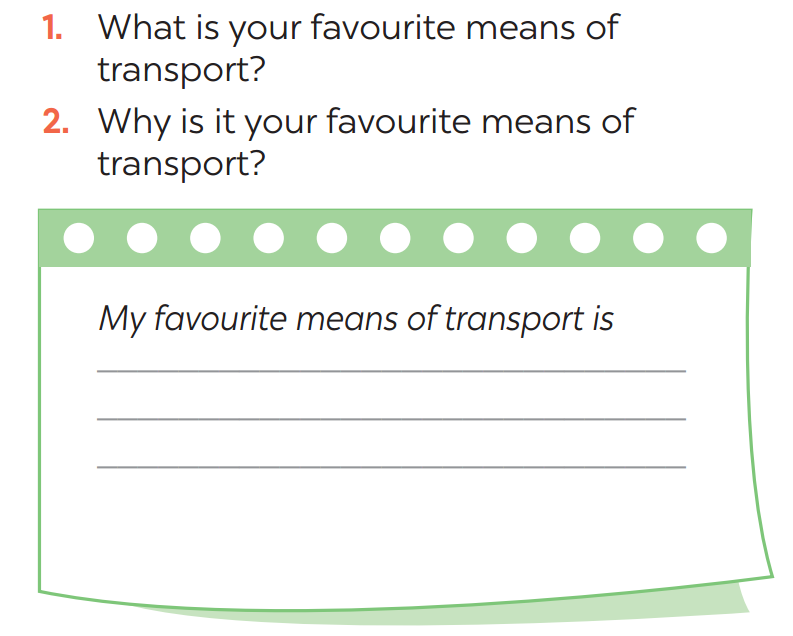 1. What is your favourite means of
transport?
2. Why is it your favourite means of
transport?
My favourite means of transport is